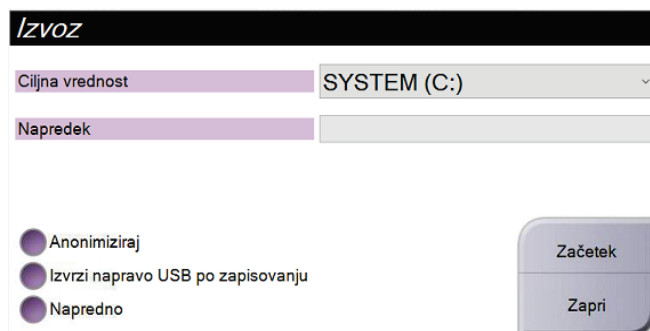 Izvoz
Ciljna vrednost
SYSTEM (C:)
Napredek
Anonimiziraj
Izvrzi napravo USB po zapisovanju
Napredno
Začetek
Zapri